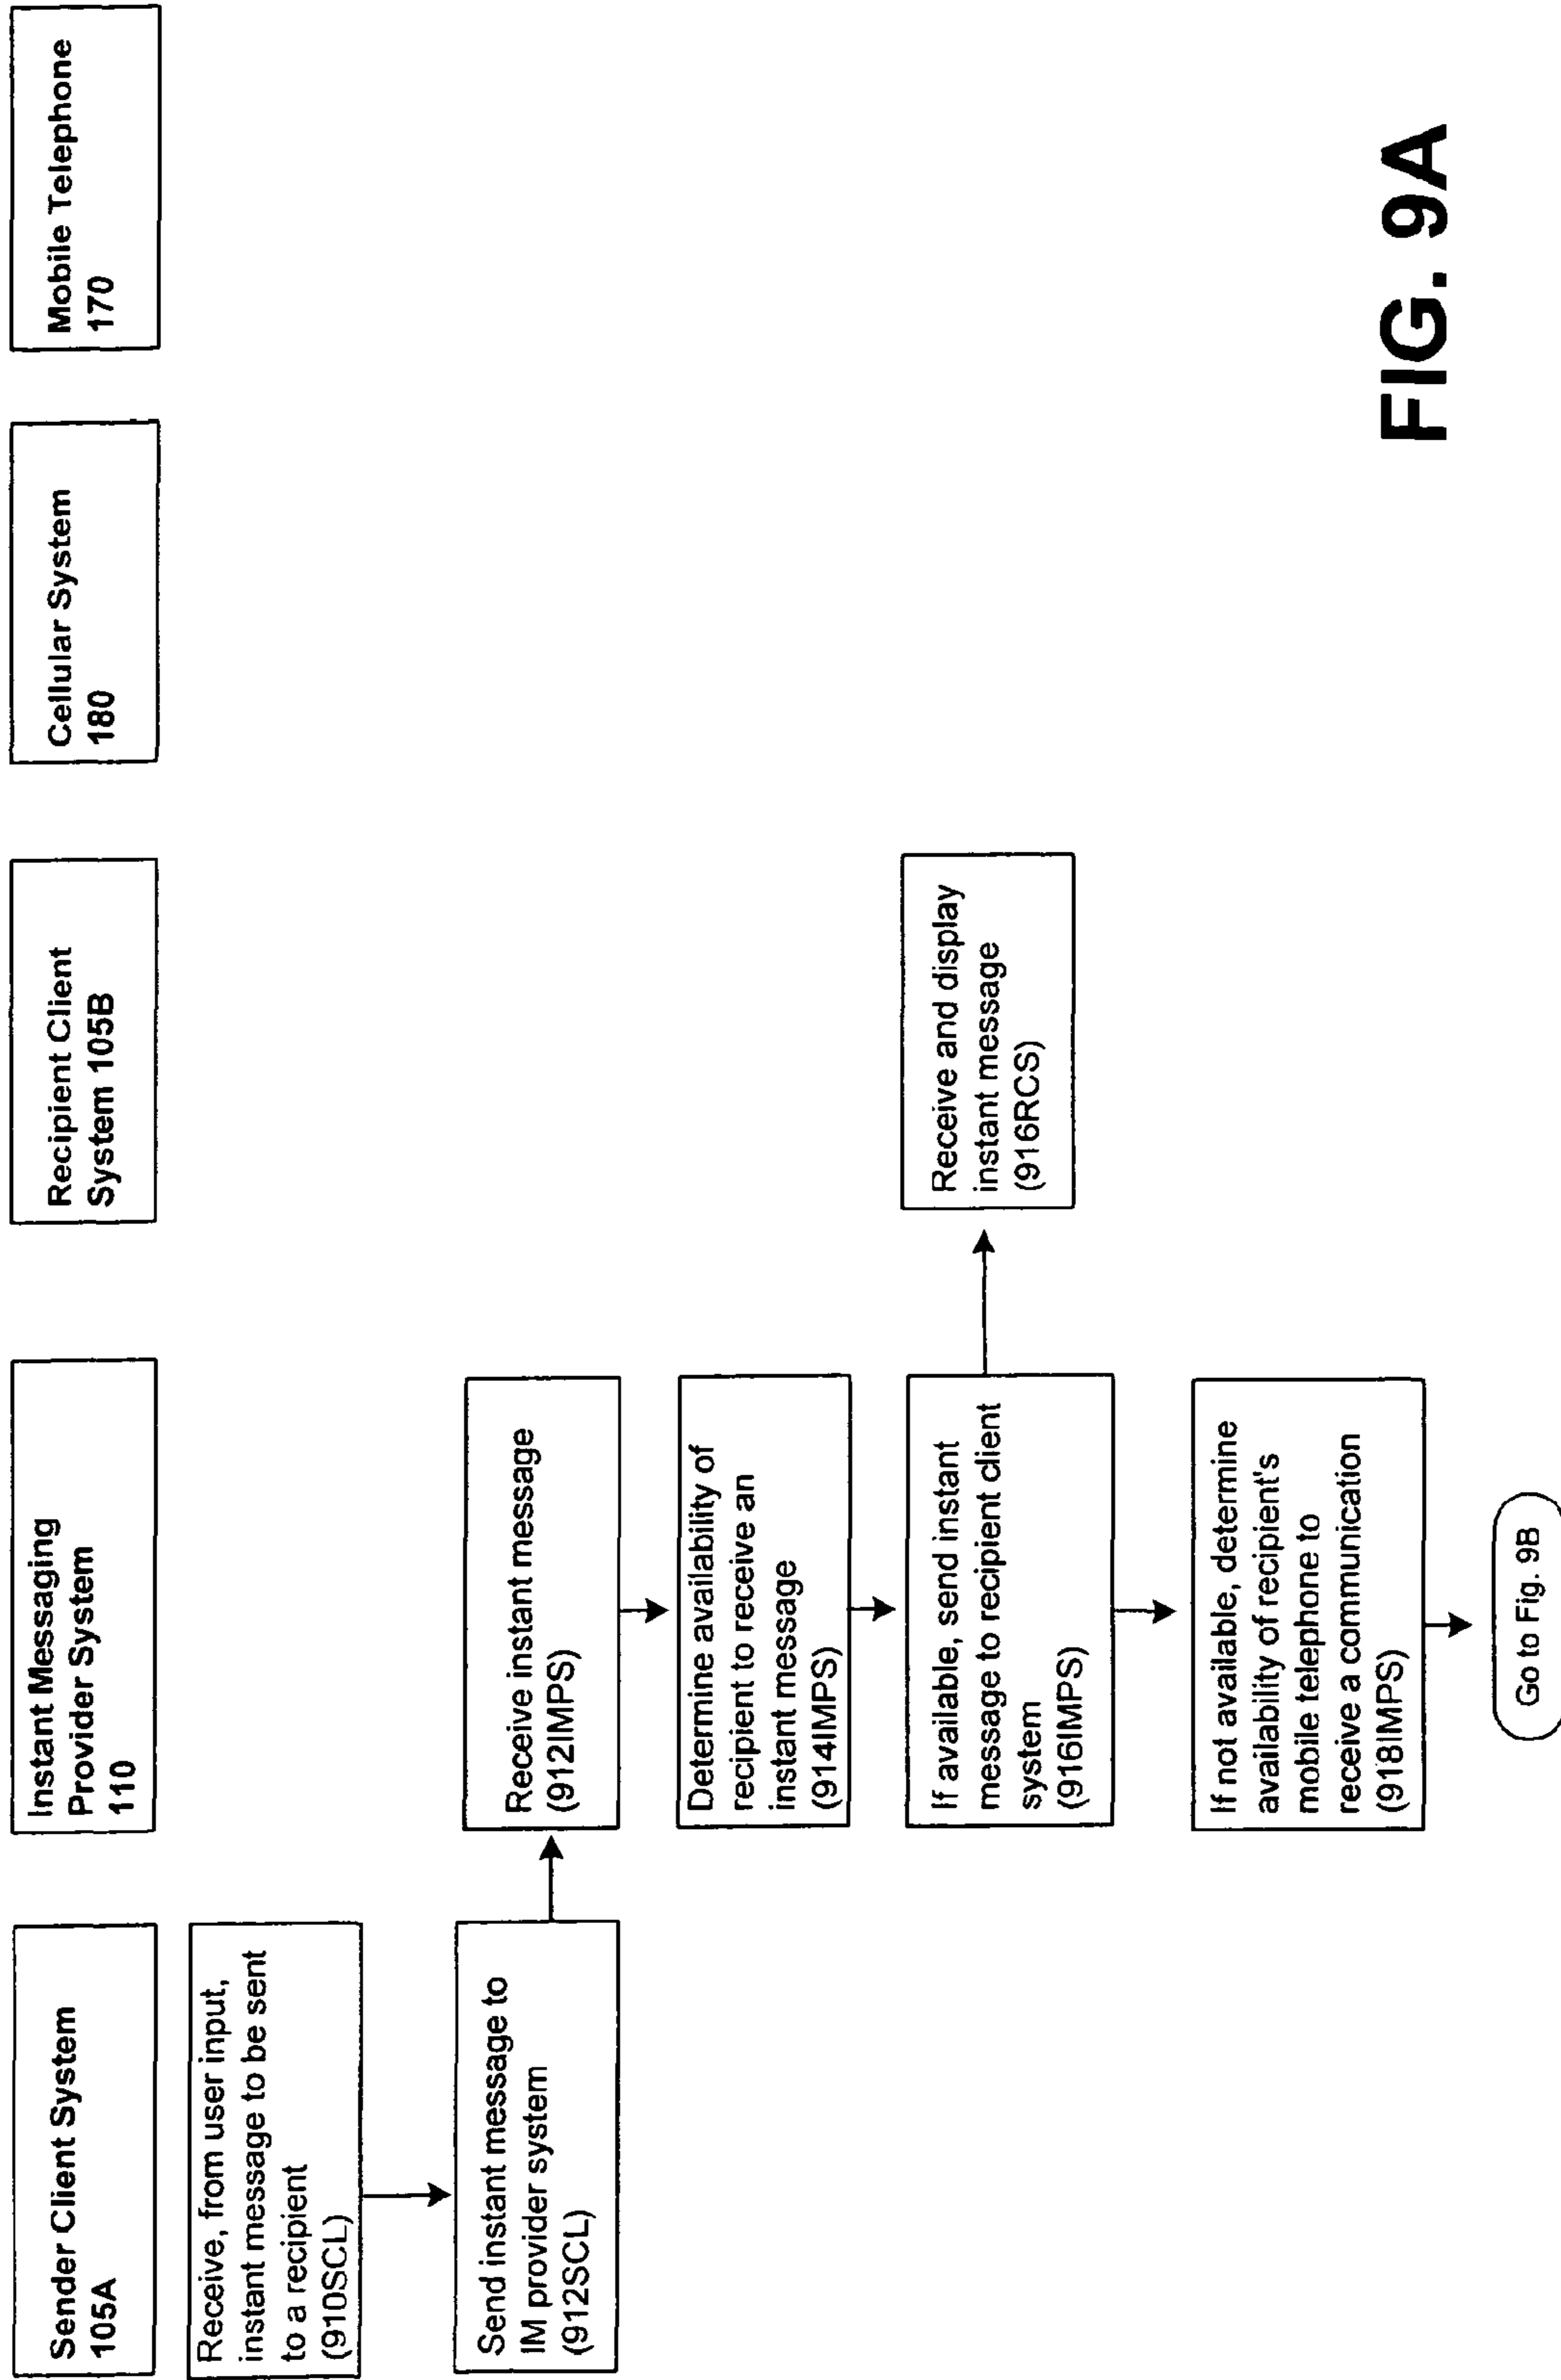 Sender Client System
105A
Instant Messaging
Provider System
110
Recipient Client
System 105B
Cellular System
180
Mobile Telephone
170
Receive, from user input,
instant message to be sent
to a recipient
(910SCL)
Send instant message to
IM provider system
(912SCL)
Receive instant message
(912IMPS)
Determine availability of
recipient to receive an
instant message
(914IMPS)
If available, send instant
message to recipient client
system
(916IMPS)
Receive and display
instant message
(916RCS)
If not available, determine
availability of recipient's
mobile telephone to
receive a communication
(918IMPS)
Go to Fig. 9B
FIG. 9A